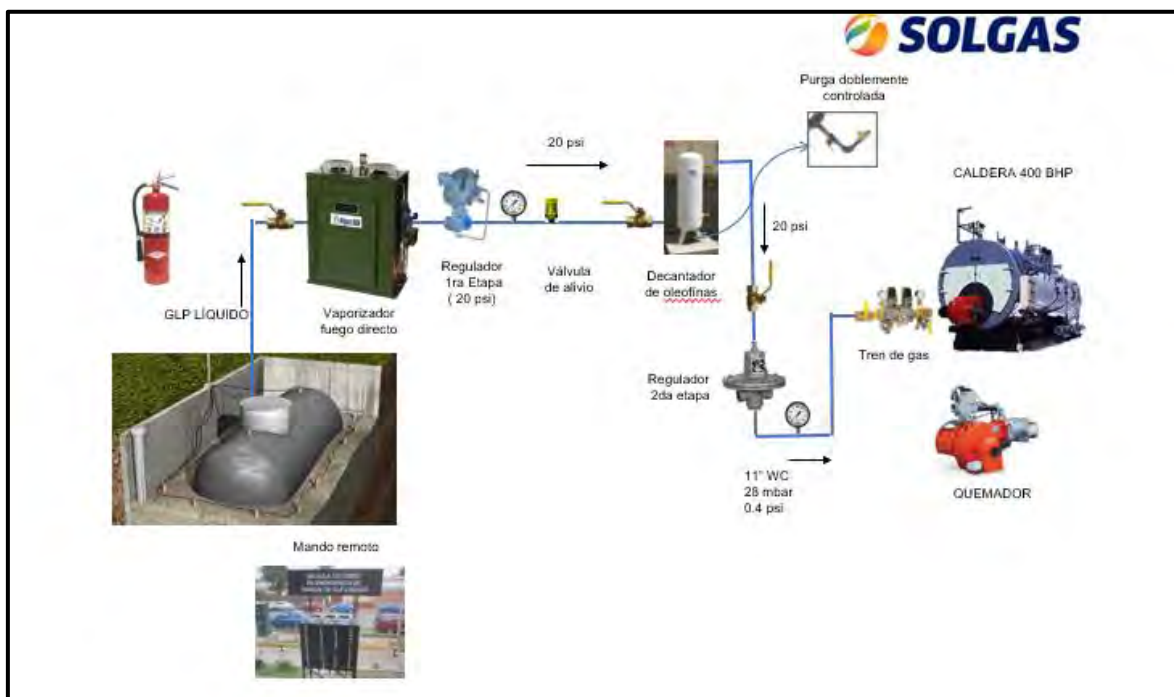 SOLGAS
Purga doblemente
controlada
20 psi
CALDERA 400 BHP
20 psi
GLP LÍQUIDO
Vaporizador
fuego directo
Regulador
1ra Etapa
( 20 psi)
Válvula
de alivio
Decantador
de oleofinas
Tren de gas
Regulador
2da etapa
11" WC
28 mbar
0.4 psi
QUEMADOR
Mando remoto